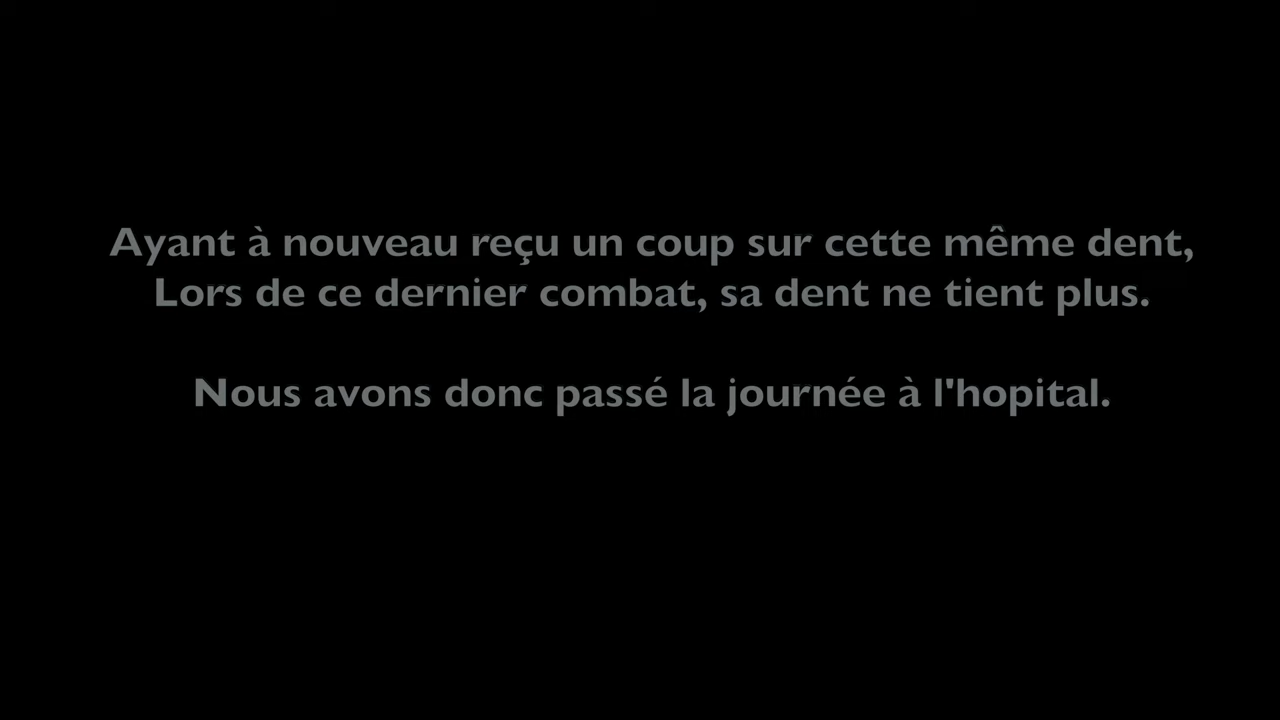 Ayant à nouveau reçu un coup sur cette même dent,
Lors de ce dernier combat, sa dent ne tient plus.
Nous avons donc passé la journée à l'hopital.